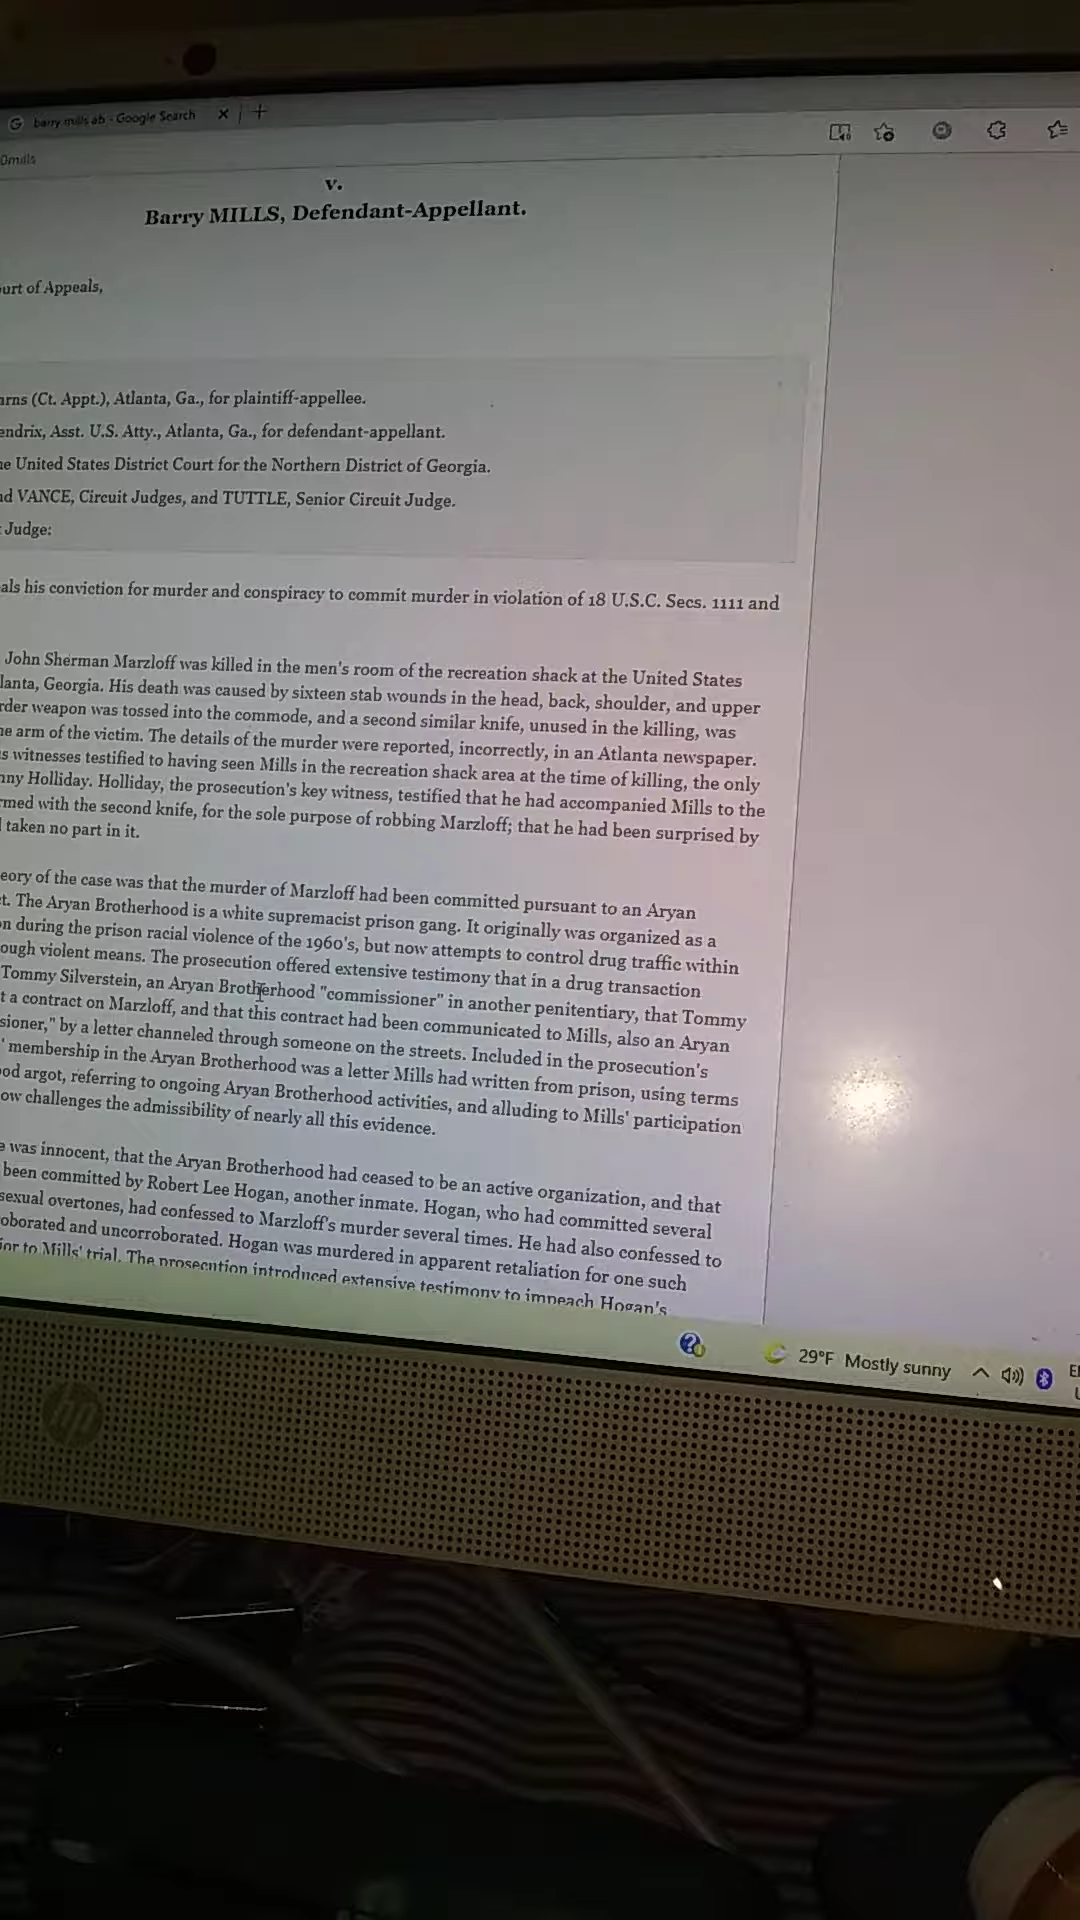 barry mills ab - Google Search
0mills
v.
Barry MILLS, Defendant-Appellant.
urt of Appeals,
rns (Ct. Appt.), Atlanta, Ga., for plaintiff-appellee.
endrix, Asst. U.S. Atty., Atlanta, Ga., for defendant-appellant.
e United States District Court for the Northern District of Georgia.
nd VANCE, Circuit Judges, and TUTTLE, Senior Circuit Judge.
Judge:
als his conviction for murder and conspiracy to commit murder in violation of 18 U.S.C. Secs. 1111 and
John Sherman Marzloff was killed in the men's room of the recreation shack at the United States
lanta, Georgia. His death was caused by sixteen stab wounds in the head, back, shoulder, and upper
rder weapon was tossed into the commode, and a second similar knife, unused in the killing, was
e arm of the victim. The details of the murder were reported, incorrectly, in an Atlanta newspaper.
s witnesses testified to having seen Mills in the recreation shack area at the time of killing, the only
nny Holliday. Holliday, the prosecution's key witness, testified that he had accompanied Mills to the
rmed with the second knife, for the sole purpose of robbing Marzloff; that he had been surprised by
taken no part in it.
eory of the case was that the murder of Marzloff had been committed pursuant to an Aryan
t. The Aryan Brotherhood is a white supremacist prison gang. It originally was organized as a
n during the prison racial violence of the 1960's, but now attempts to control drug traffic within
ough violent means. The prosecution offered extensive testimony that in a drug transaction
Tommy Silverstein, an Aryan Brotherhood "commissioner" in another penitentiary, that Tommy
t a contract on Marzloff, and that this contract had been communicated to Mills, also an Aryan
sioner," by a letter channeled through someone on the streets. Included in the prosecution's
' membership in the Aryan Brotherhood was a letter Mills had written from prison, using terms
od argot, referring to ongoing Aryan Brotherhood activities, and alluding to Mills' participation
ow challenges the admissibility of nearly all this evidence.
e was innocent, that the Aryan Brotherhood had ceased to be an active organization, and that
been committed by Robert Lee Hogan, another inmate. Hogan, who had committed several
sexual overtones, had confessed to Marzloff's murder several times. He had also confessed to
oborated and uncorroborated. Hogan was murdered in apparent retaliation for one such
ior to Mills' trial. The prosecution introduced extensive testimony to impeach Hogan's
29°F Mostly sunny
hp